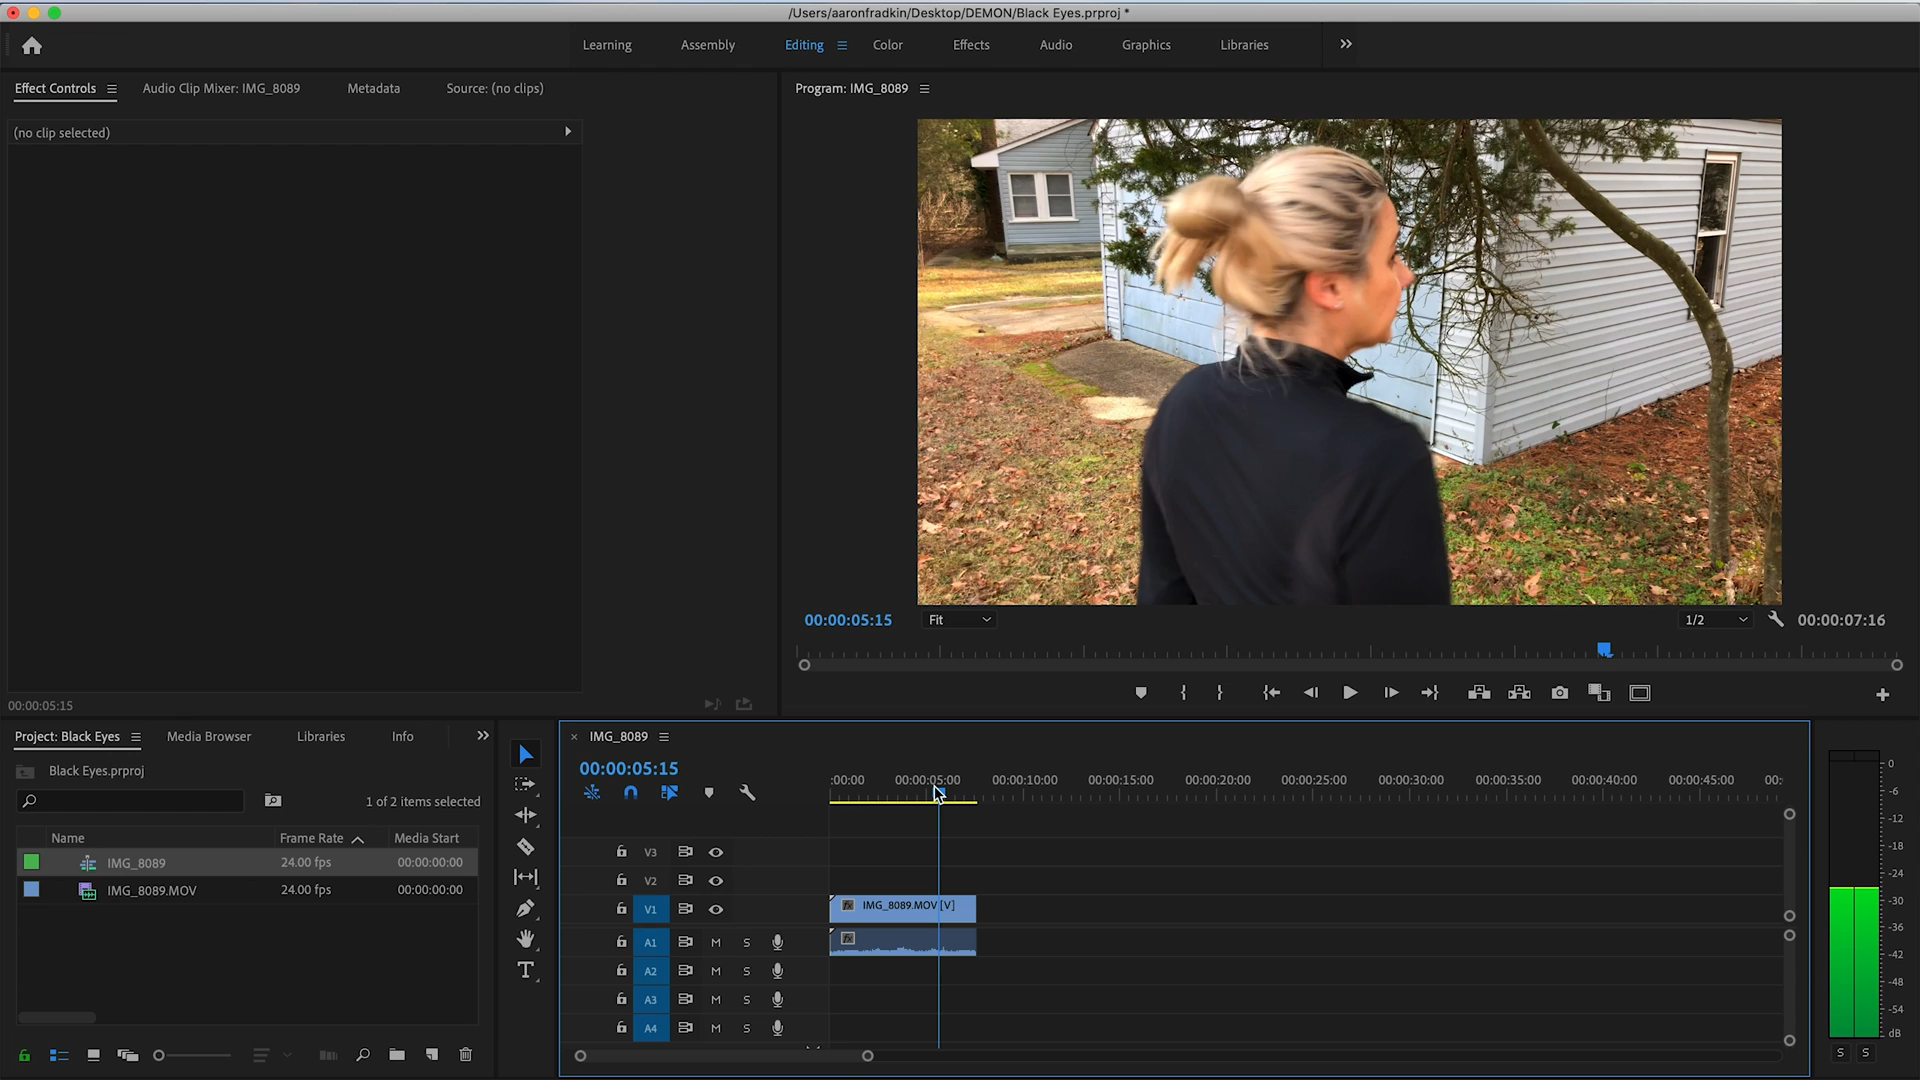 /Users/aaronfradkin/Desktop/DEMON/Black Eyes.prproj *
Learning Assembly Editing Color Effects Audio Graphics Libraries
Effect Controls Audio Clip Mixer: IMG_8089 Metadata Source: (no clips)
Program: IMG_8089
(no clip selected)
00:00:05:15 Fit 1/2 00:00:07:16
00:00:05:15
Project: Black Eyes Media Browser Libraries Info
IMG_8089
Black Eyes.prproj
00:00:05:15
:00:00 00:00:05:00 00:00:10:00 00:00:15:00 00:00:20:00 00:00:25:00 00:00:30:00 00:00:35:00 00:00:40:00 00:00:45:00 00:
1 of 2 items selected
Name Frame Rate Media Start
IMG_8089 24.00 fps 00:00:00:00
IMG_8089.MOV 24.00 fps 00:00:00:00
V3
V2
V1 fx IMG_8089.MOV [V]
A1 M S fx
A2 M S
A3 M S
A4 M S
T
0
-6
-12
-18
-24
-30
-36
-42
-48
-54
dB
S S